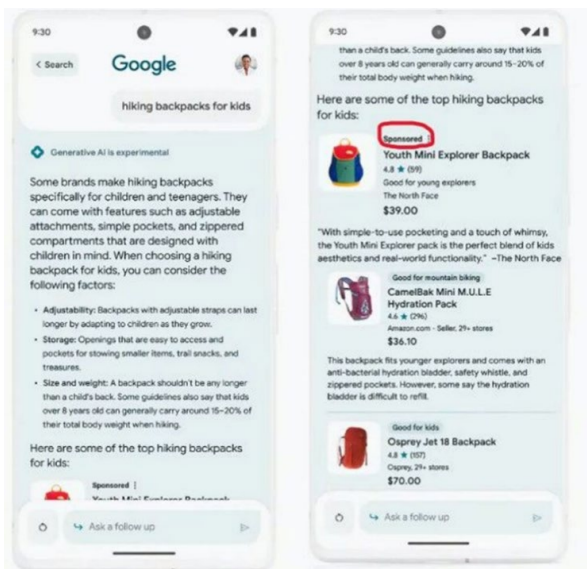 9:30
< Search
Google
hiking backpacks for kids
Generative AI is experimental
Some brands make hiking backpacks
specifically for children and teenagers. They
can come with features such as adjustable
attachments, simple pockets, and zippered
compartments that are designed with
children in mind. When choosing a hiking
backpack for kids, you can consider the
following factors:
• Adjustability: Backpacks with adjustable straps can last
longer by adapting to children as they grow.
• Storage: Openings that are easy to access and
pockets for stowing smaller items, trail snacks, and
treasures.
• Size and weight: A backpack shouldn't be any longer
than a child's back. Some guidelines also say that kids
over 8 years old can generally carry around 15-20% of
their total body weight when hiking.
Here are some of the top hiking backpacks
for kids:
Sponsored
Youth Mini Explorer Backpack
Ask a follow up
9:30
than a child's back. Some guidelines also say that kids
over 8 years old can generally carry around 15-20% of
their total body weight when hiking.
Here are some of the top hiking backpacks
for kids:
Sponsored
Youth Mini Explorer Backpack
4.8 ★ (59)
Good for young explorers
The North Face
$39.00
"With simple-to-use pocketing and a touch of whimsy,
the Youth Mini Explorer pack is the perfect blend of kids
aesthetics and real-world functionality." -The North Face
Good for mountain biking
CamelBak Mini M.U.L.E
Hydration Pack
4.6 ★ (296)
Amazon.com - Seller, 29+ stores
$36.10
This backpack fits younger explorers and comes with an
anti-bacterial hydration bladder, safety whistle, and
zippered pockets. However, some say the hydration
bladder is difficult to refill.
Good for kids
Osprey Jet 18 Backpack
4.8 ★ (157)
Osprey, 29+ stores
$70.00
Ask a follow up